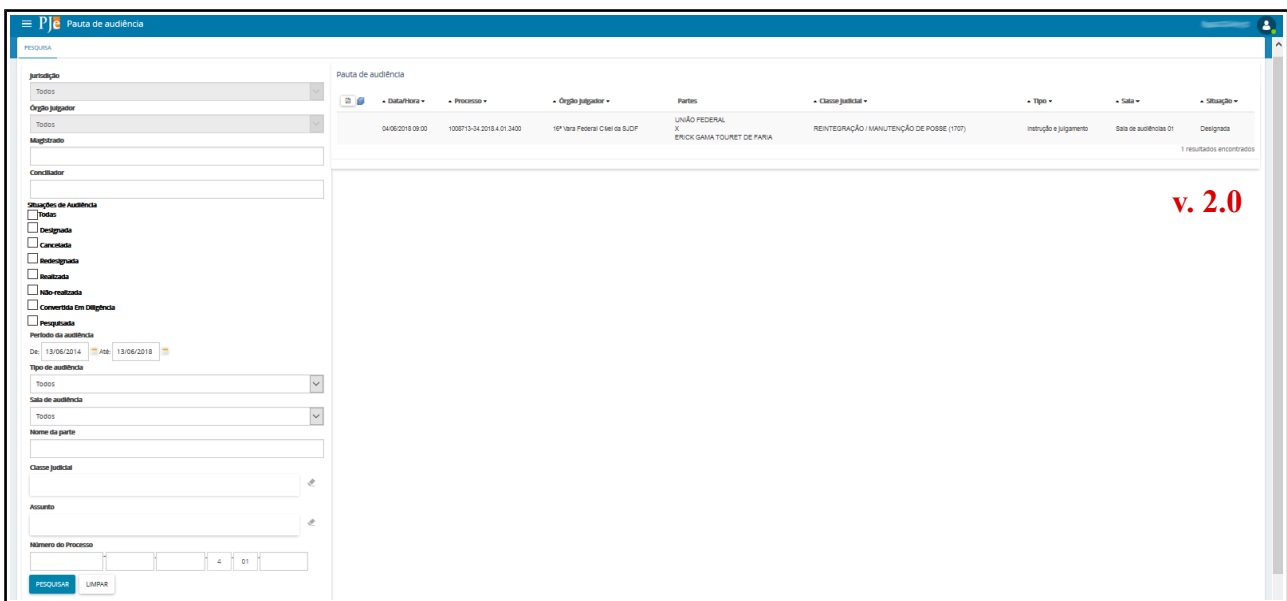 PJe Pauta de audiência
PESQUISA
Jurisdição
Todos
Órgão julgador
Todos
Magistrado
Conciliador
Situações de Audiência
Todas
Designada
Cancelada
Redesignada
Realizada
Não-realizada
Convertida Em Diligência
Pesquisada
Período da audiência
De: 13/06/2014 Até: 13/06/2018
Tipo de audiência
Todos
Sala de audiência
Todos
Nome da parte
Classe judicial
Assunto
Número do Processo
- . . 4 . 01 .
PESQUISAR LIMPAR
Pauta de audiência
Data/Hora Processo Órgão julgador Partes Classe judicial Tipo Sala Situação
04/06/2018 09:00 1008713-34.2018.4.01.3400 16ª Vara Federal Cível da SJDF UNIÃO FEDERAL X ERICK GAMA TOURET DE FARIA REINTEGRAÇÃO / MANUTENÇÃO DE POSSE (1707) Instrução e julgamento Sala de audiências 01 Designada
1 resultados encontrados
v. 2.0